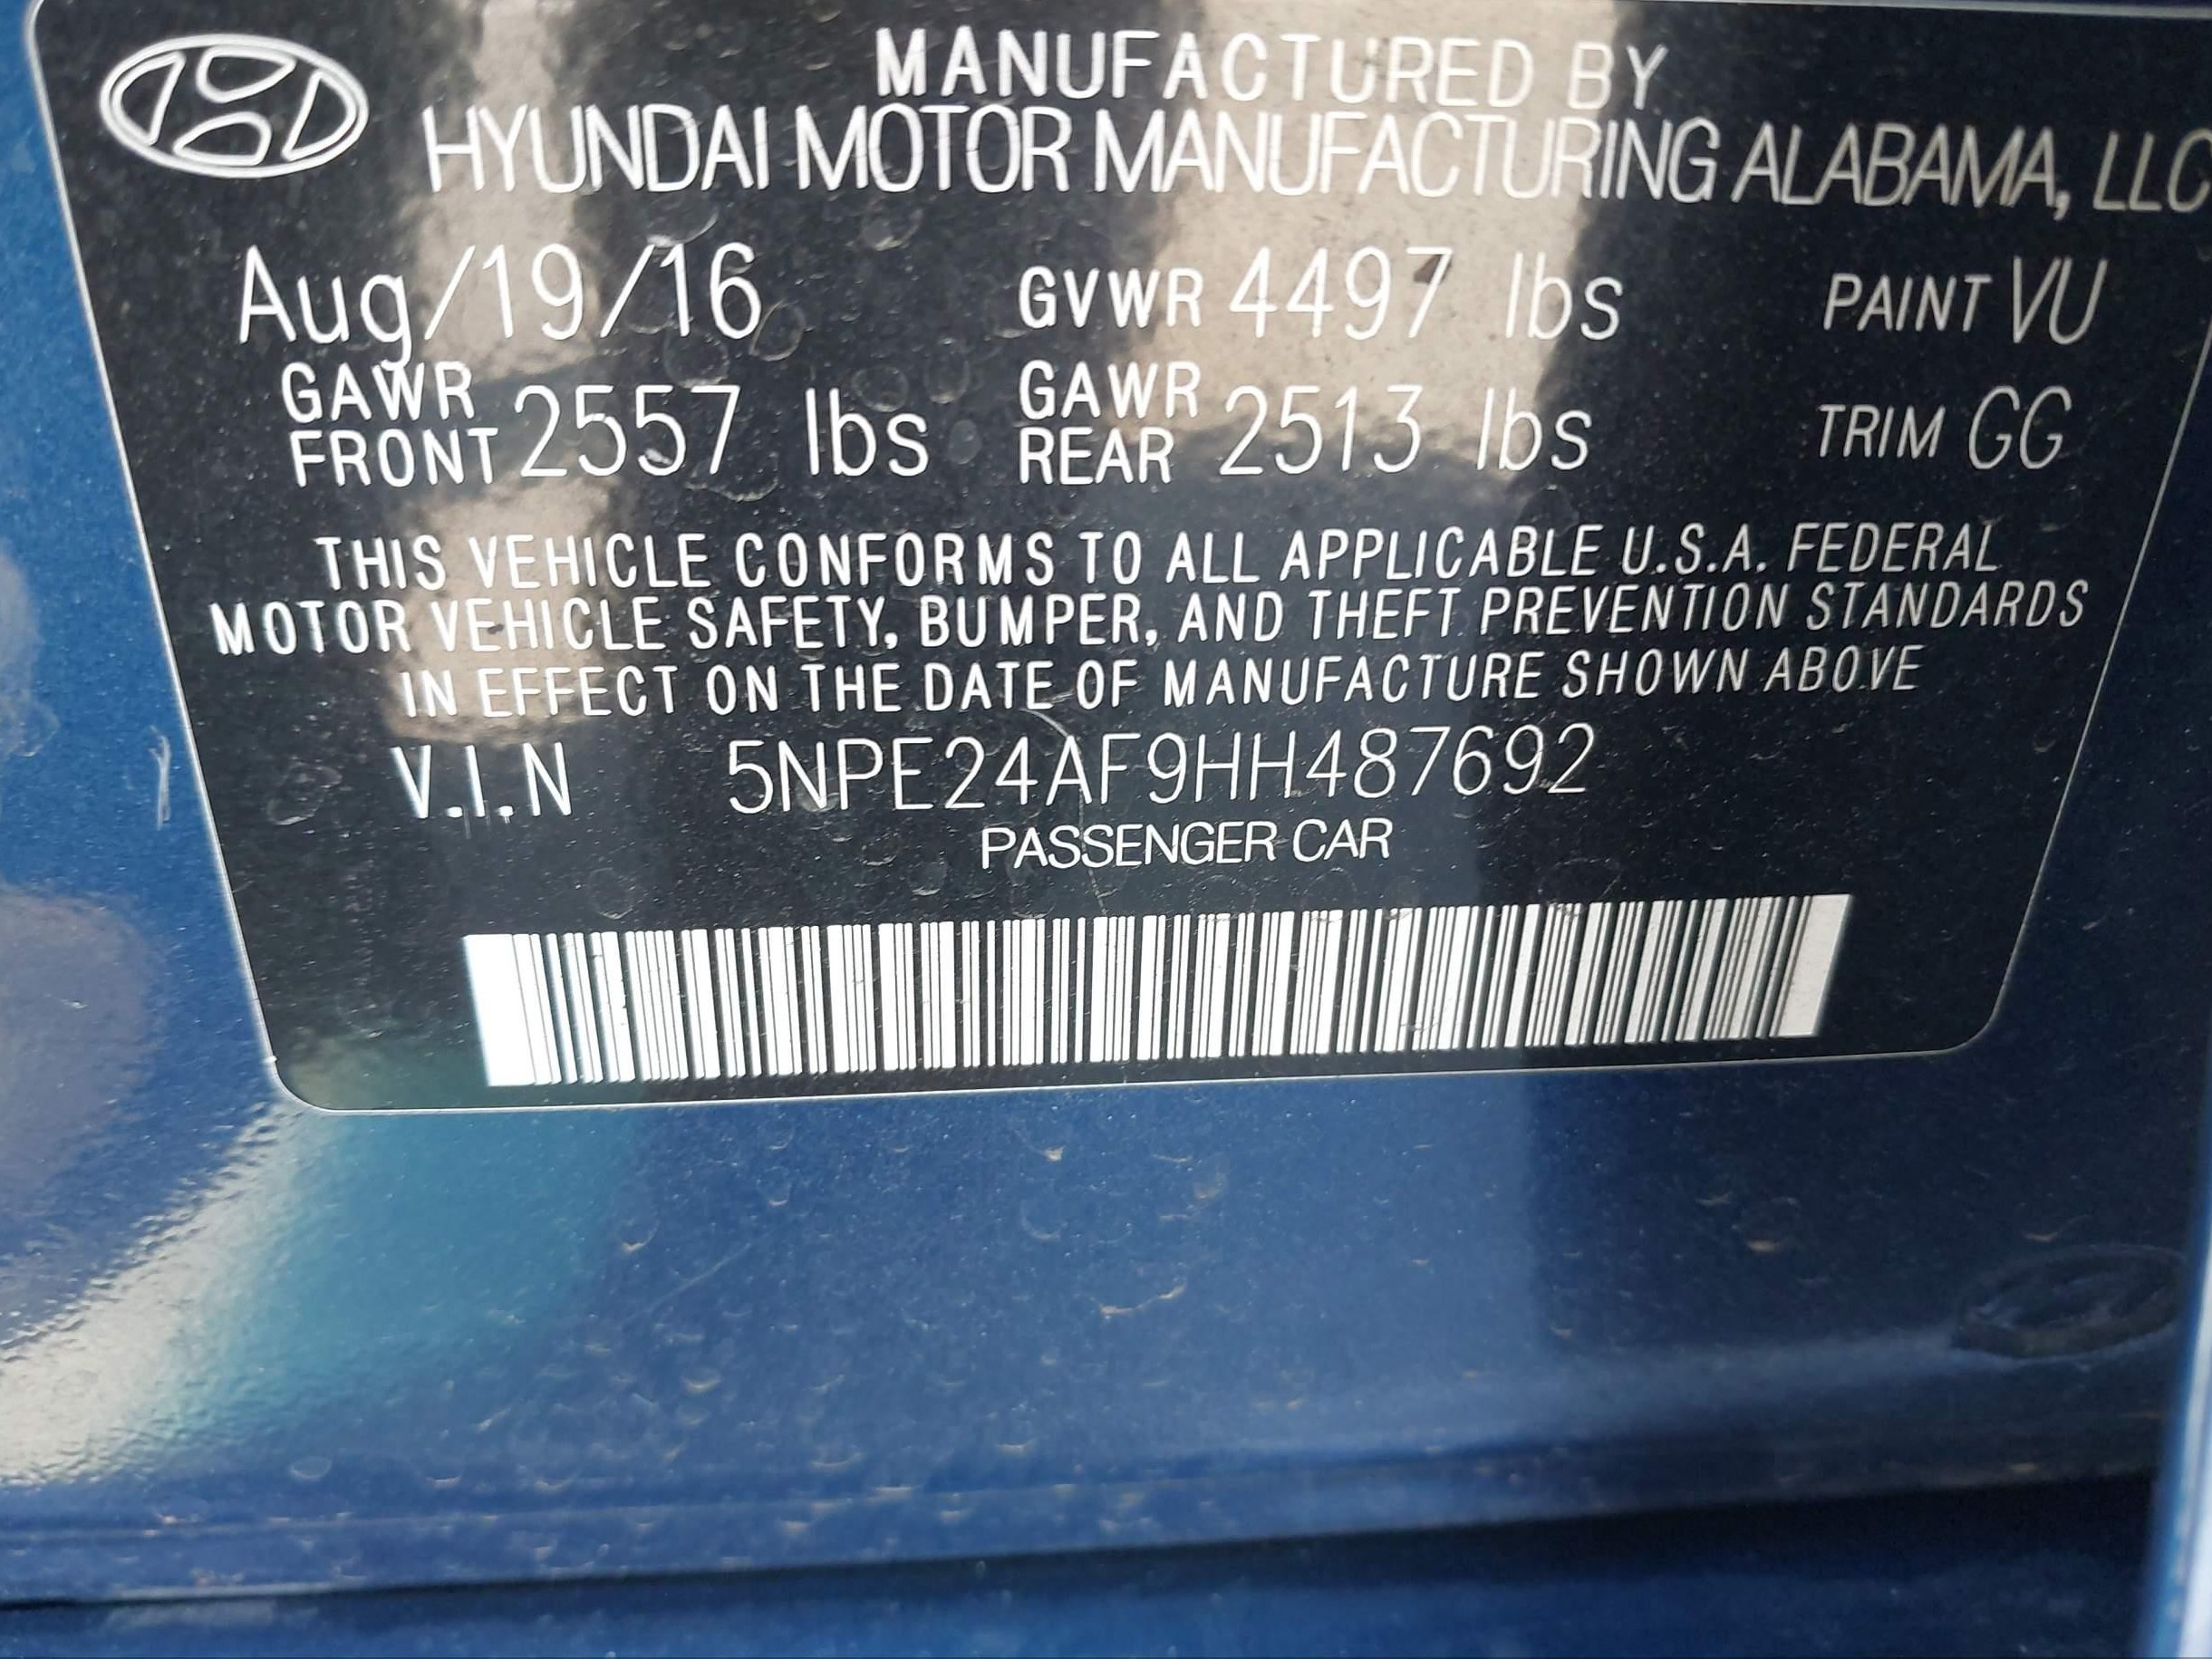 MANUFACTURED BY
HYUNDAI MOTOR MANUFACTURING ALABAMA, LLC
Aug/19/16 GVWR 4497 lbs PAINT VU
GAWR FRONT 2557 lbs GAWR REAR 2513 lbs TRIM GG
THIS VEHICLE CONFORMS TO ALL APPLICABLE U.S.A. FEDERAL
MOTOR VEHICLE SAFETY, BUMPER, AND THEFT PREVENTION STANDARDS
IN EFFECT ON THE DATE OF MANUFACTURE SHOWN ABOVE
V.I.N 5NPE24AF9HH487692
PASSENGER CAR